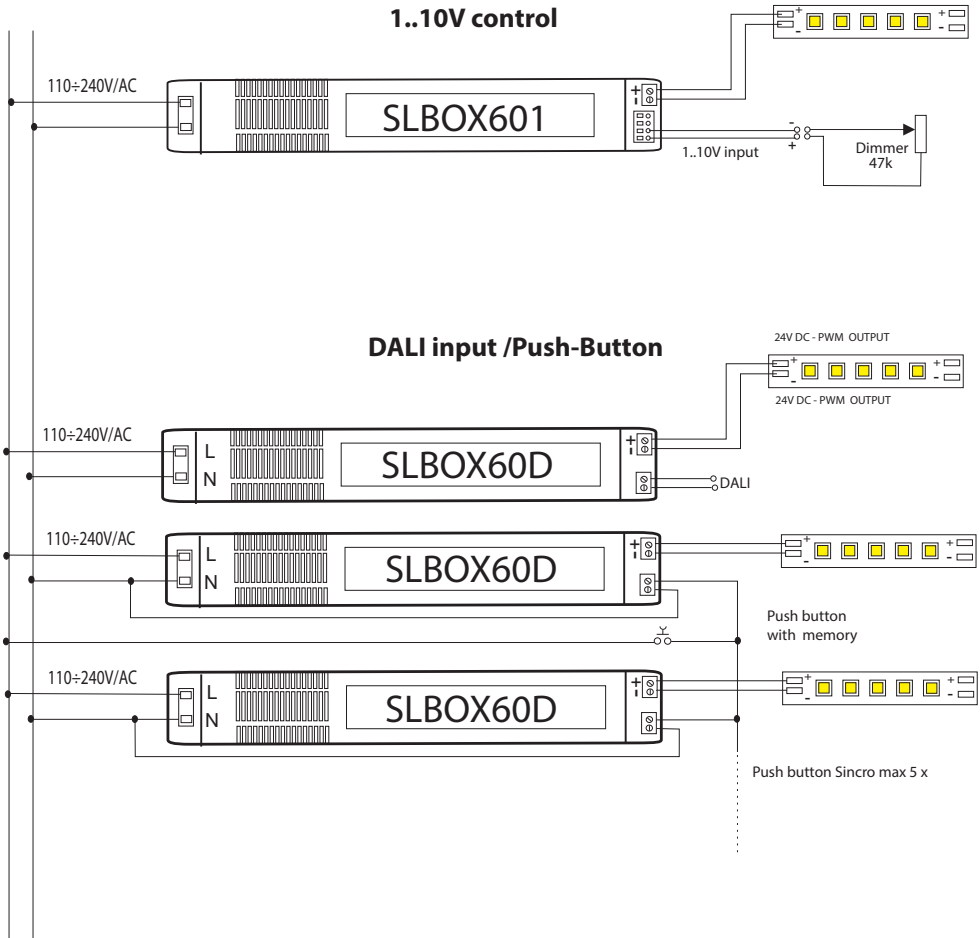 1..10V control
+
-
+
-
110÷240V/AC
SLBOX601
+
-
1..10V input
-
+
Dimmer
47k
DALI input /Push-Button
24V DC - PWM OUTPUT
+
-
+
-
24V DC - PWM OUTPUT
110÷240V/AC
L
N
SLBOX60D
+
-
DALI
110÷240V/AC
L
N
SLBOX60D
+
-
+
-
+
-
Push button
with memory
110÷240V/AC
L
N
SLBOX60D
+
-
+
-
+
-
Push button Sincro max 5 x